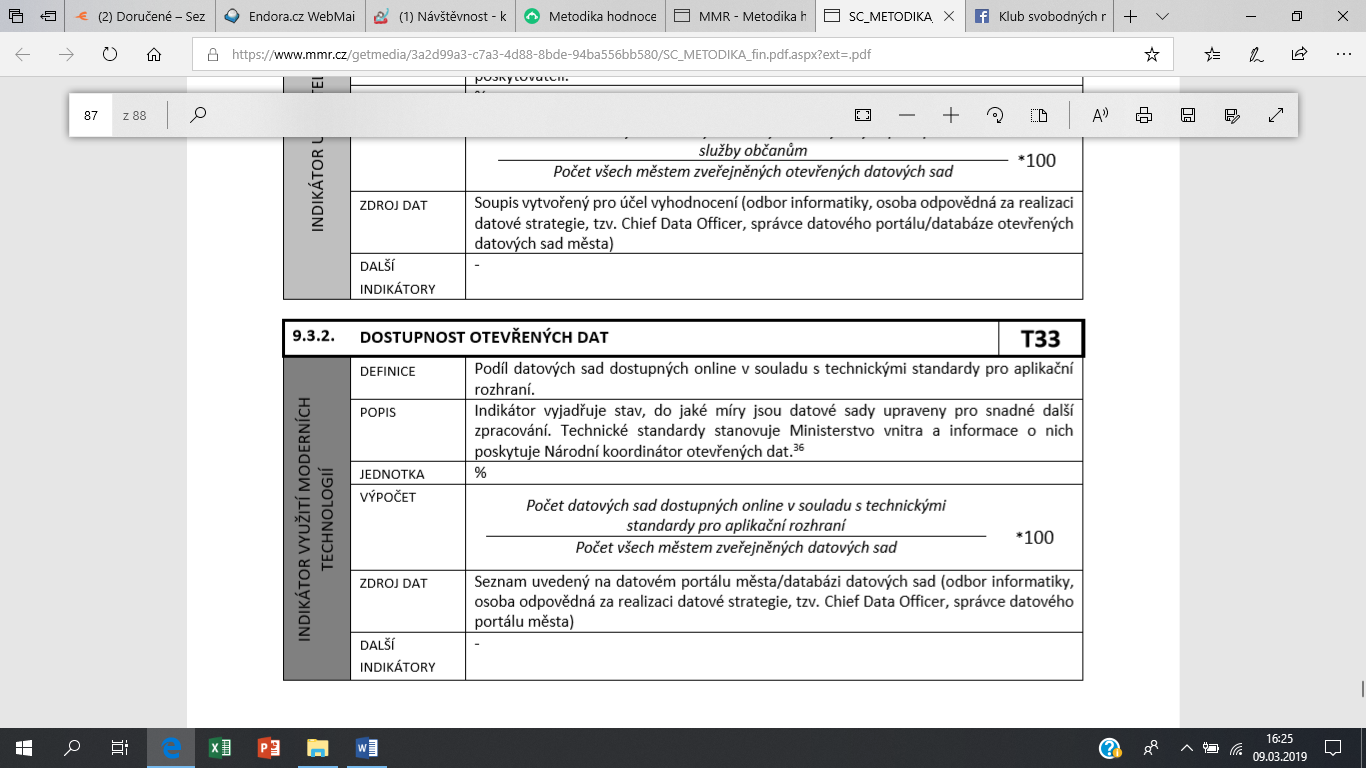 (2) Doručené – Sez
Endora.cz WebMai
(1) Návštěvnost - k
Metodika hodnoce
MMR - Metodika h
SC_METODIKA_
Klub svobodných r
https://www.mmr.cz/getmedia/3a2d99a3-c7a3-4d88-8bde-94ba556bb580/SC_METODIKA_fin.pdf.aspx?ext=.pdf
poskytovateli.
87 z 88
služby občanům
*100
Počet všech městem zveřejněných otevřených datových sad
ZDROJ DAT
Soupis vytvořený pro účel vyhodnocení (odbor informatiky, osoba odpovědná za realizaci
datové strategie, tzv. Chief Data Officer, správce datového portálu/databáze otevřených
datových sad města)
DALŠÍ
INDIKÁTORY
-
INDIKÁTOR
9.3.2. DOSTUPNOST OTEVŘENÝCH DAT T33
INDIKÁTOR VYUŽITÍ MODERNÍCH
TECHNOLOGIÍ
DEFINICE
Podíl datových sad dostupných online v souladu s technickými standardy pro aplikační
rozhraní.
POPIS
Indikátor vyjadřuje stav, do jaké míry jsou datové sady upraveny pro snadné další
zpracování. Technické standardy stanovuje Ministerstvo vnitra a informace o nich
poskytuje Národní koordinátor otevřených dat.³⁶
JEDNOTKA
%
VÝPOČET
Počet datových sad dostupných online v souladu s technickými
standardy pro aplikační rozhraní
*100
Počet všech městem zveřejněných datových sad
ZDROJ DAT
Seznam uvedený na datovém portálu města/databázi datových sad (odbor informatiky,
osoba odpovědná za realizaci datové strategie, tzv. Chief Data Officer, správce datového
portálu města)
DALŠÍ
INDIKÁTORY
-
16:25
09.03.2019